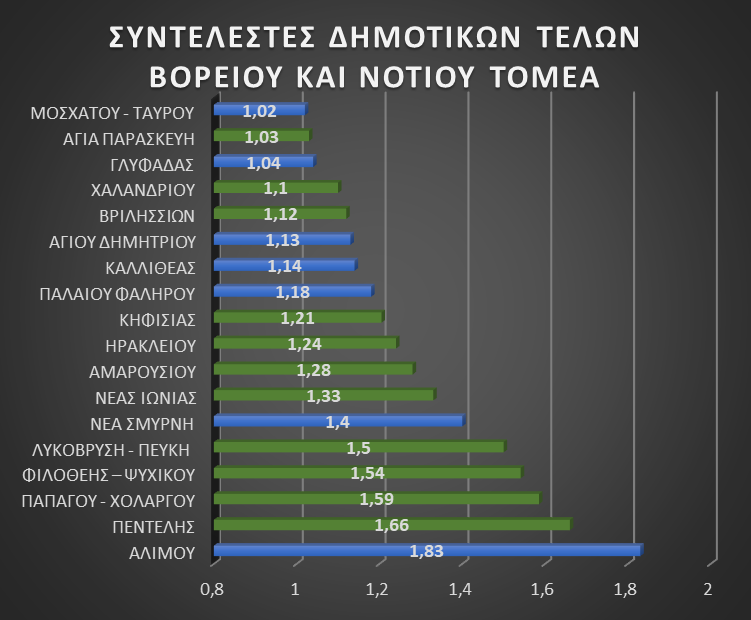 ΣΥΝΤΕΛΕΣΤΕΣ ΔΗΜΟΤΙΚΩΝ ΤΕΛΩΝ
ΒΟΡΕΙΟΥ ΚΑΙ ΝΟΤΙΟΥ ΤΟΜΕΑ
ΜΟΣΧΑΤΟΥ - ΤΑΥΡΟΥ 1,02
ΑΓΙΑ ΠΑΡΑΣΚΕΥΗ 1,03
ΓΛΥΦΑΔΑΣ 1,04
ΧΑΛΑΝΔΡΙΟΥ 1,1
ΒΡΙΛΗΣΣΙΩΝ 1,12
ΑΓΙΟΥ ΔΗΜΗΤΡΙΟΥ 1,13
ΚΑΛΛΙΘΕΑΣ 1,14
ΠΑΛΑΙΟΥ ΦΑΛΗΡΟΥ 1,18
ΚΗΦΙΣΙΑΣ 1,21
ΗΡΑΚΛΕΙΟΥ 1,24
ΑΜΑΡΟΥΣΙΟΥ 1,28
ΝΕΑΣ ΙΩΝΙΑΣ 1,33
ΝΕΑ ΣΜΥΡΝΗ 1,4
ΛΥΚΟΒΡΥΣΗ - ΠΕΥΚΗ 1,5
ΦΙΛΟΘΕΗΣ – ΨΥΧΙΚΟΥ 1,54
ΠΑΠΑΓΟΥ - ΧΟΛΑΡΓΟΥ 1,59
ΠΕΝΤΕΛΗΣ 1,66
ΑΛΙΜΟΥ 1,83
0,8 1 1,2 1,4 1,6 1,8 2